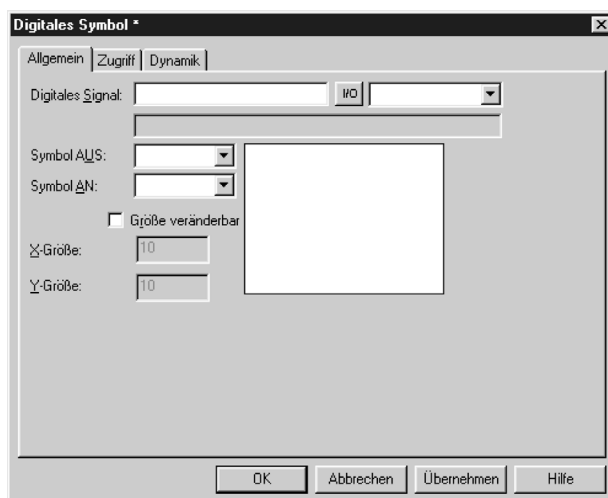 Digitales Symbol *
Allgemein Zugriff Dynamik
Digitales Signal: I/O
Symbol AUS:
Symbol AN:
Größe veränderbar
X-Größe: 10
Y-Größe: 10
OK Abbrechen Übernehmen Hilfe